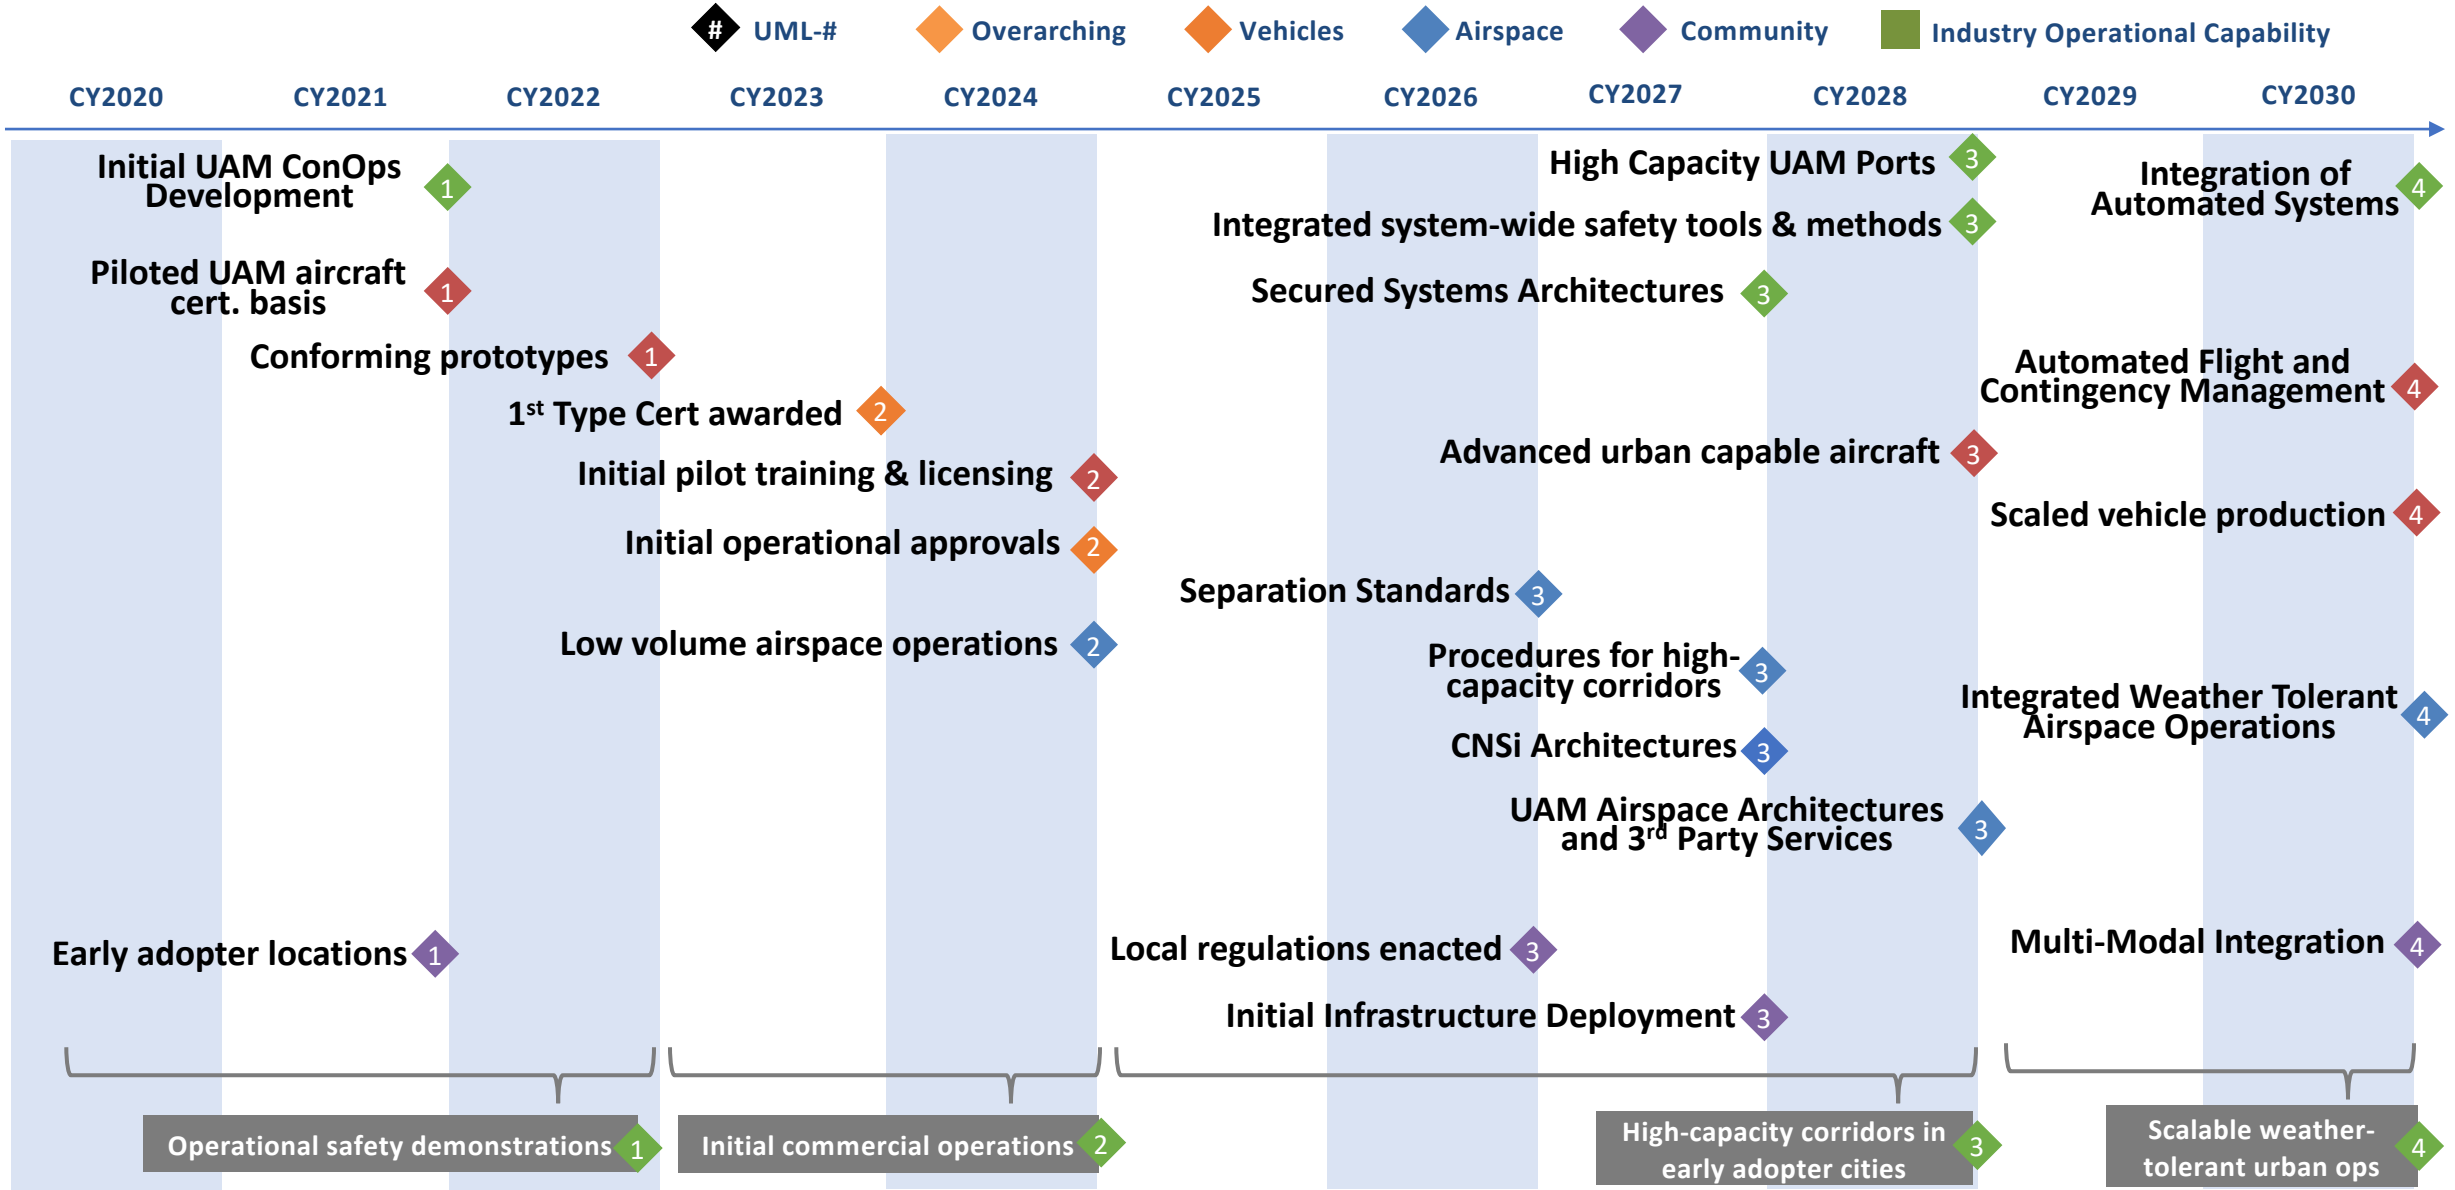 # UML-# Overarching Vehicles Airspace Community Industry Operational Capability
CY2020 CY2021 CY2022 CY2023 CY2024 CY2025 CY2026 CY2027 CY2028 CY2029 CY2030
Initial UAM ConOps
Development
1
High Capacity UAM Ports 3
Integration of
Automated Systems
4
Integrated system-wide safety tools & methods 3
Piloted UAM aircraft
cert. basis
1
Secured Systems Architectures 3
Conforming prototypes 1
Automated Flight and
Contingency Management
4
1st Type Cert awarded 2
Initial pilot training & licensing 2
Advanced urban capable aircraft 3
Scaled vehicle production 4
Initial operational approvals 2
Separation Standards 3
Low volume airspace operations 2
Procedures for high-
capacity corridors
3
Integrated Weather Tolerant
Airspace Operations
4
CNSi Architectures 3
UAM Airspace Architectures
and 3rd Party Services
3
Early adopter locations 1
Local regulations enacted 3
Multi-Modal Integration 4
Initial Infrastructure Deployment 3
Operational safety demonstrations 1
Initial commercial operations 2
High-capacity corridors in
early adopter cities
3
Scalable weather-
tolerant urban ops
4